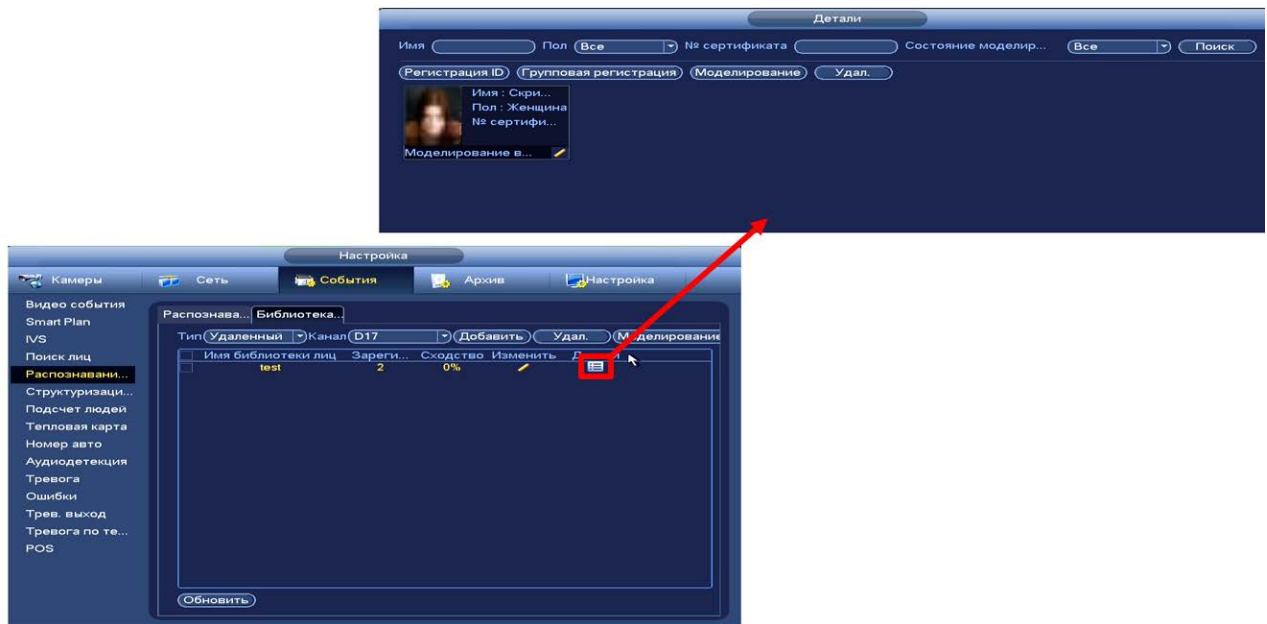 Детали
Имя Пол Все № сертификата Состояние моделир... Все Поиск
Регистрация ID Групповая регистрация Моделирование Удал.
Имя : Скри...
Пол : Женщина
№ сертифи...
Моделирование в...
Настройка
Камеры Сеть События Архив Настройка
Видео события
Smart Plan
IVS
Поиск лиц
Распознавани...
Структуризаци...
Подсчет людей
Тепловая карта
Номер авто
Аудиодетекция
Тревога
Ошибки
Трев. выход
Тревога по те...
POS
Распознава... Библиотека...
Тип Удаленный Канал D17 Добавить Удал. Моделирование
Имя библиотеки лиц Зареги... Сходство Изменить
test 2 0%
Обновить